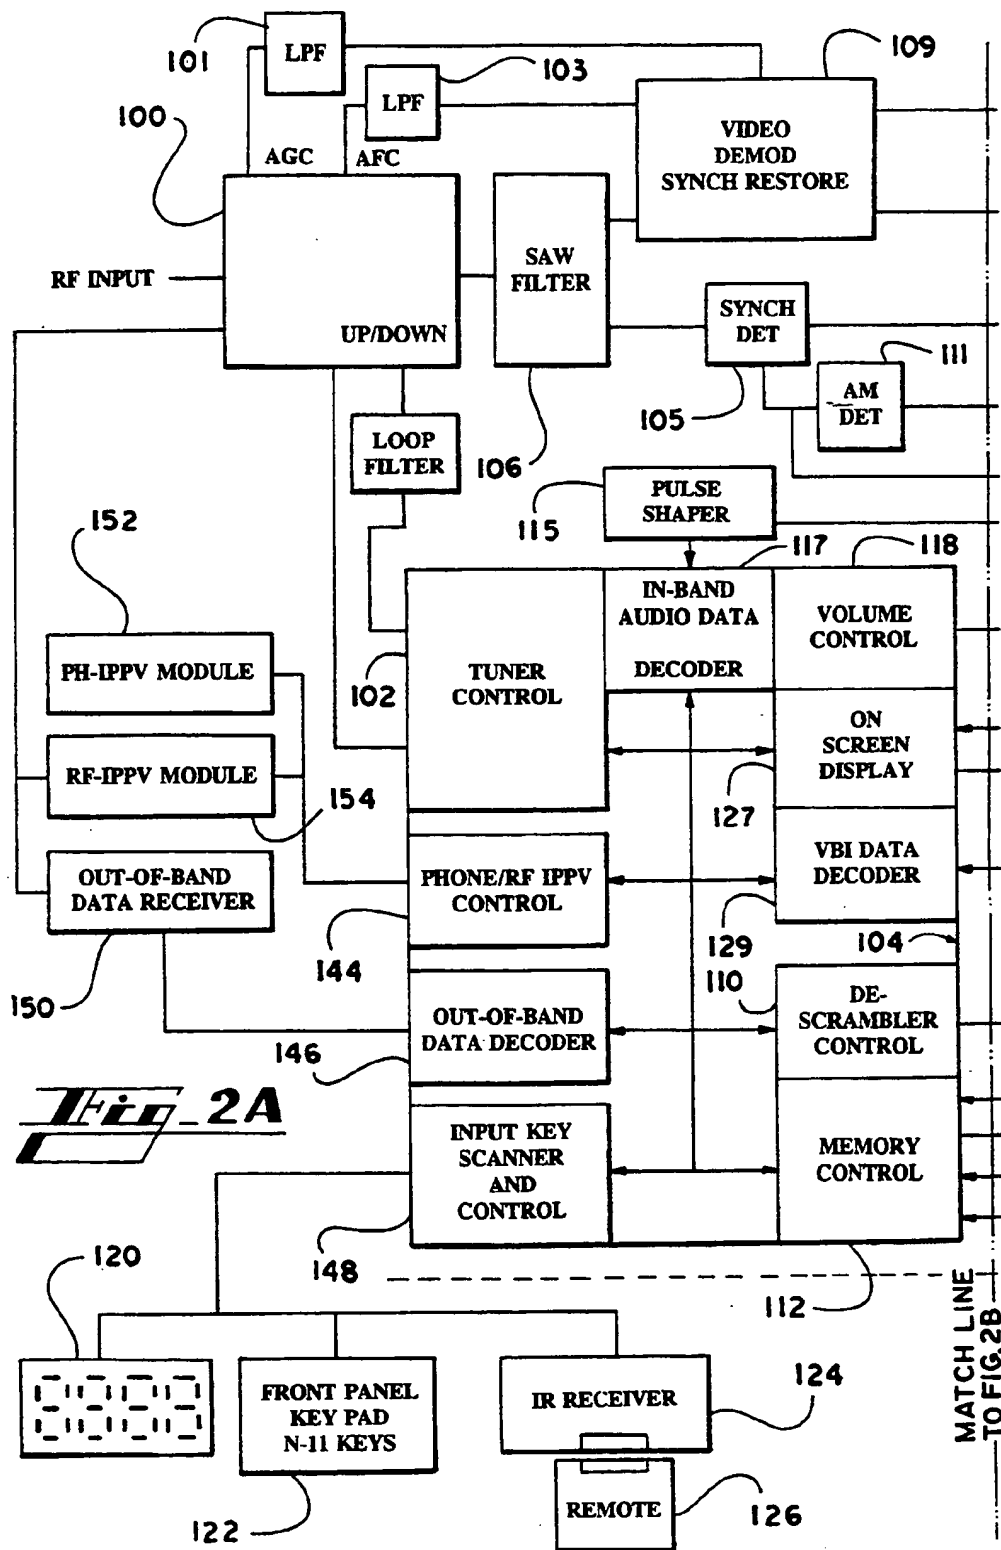 101
LPF
103
LPF
109
100
AGC
AFC
VIDEO
DEMOD
SYNCH RESTORE
RF INPUT
UP/DOWN
SAW
FILTER
SYNCH
DET
111
AM
DET
105
LOOP
FILTER
106
PULSE
SHAPER
115
152
117
118
IN-BAND
AUDIO DATA
DECODER
VOLUME
CONTROL
PH-IPPV MODULE
102
TUNER
CONTROL
ON
SCREEN
DISPLAY
RF-IPPV MODULE
154
127
OUT-OF-BAND
DATA RECEIVER
PHONE/RF IPPV
CONTROL
VBI DATA
DECODER
129
104
150
144
110
OUT-OF-BAND
DATA DECODER
DE-
SCRAMBLER
CONTROL
146
Fig_2A
INPUT KEY
SCANNER
AND
CONTROL
MEMORY
CONTROL
120
148
112
MATCH LINE
TO FIG.2B
8888
FRONT PANEL
KEY PAD
N-11 KEYS
IR RECEIVER
124
122
REMOTE
126